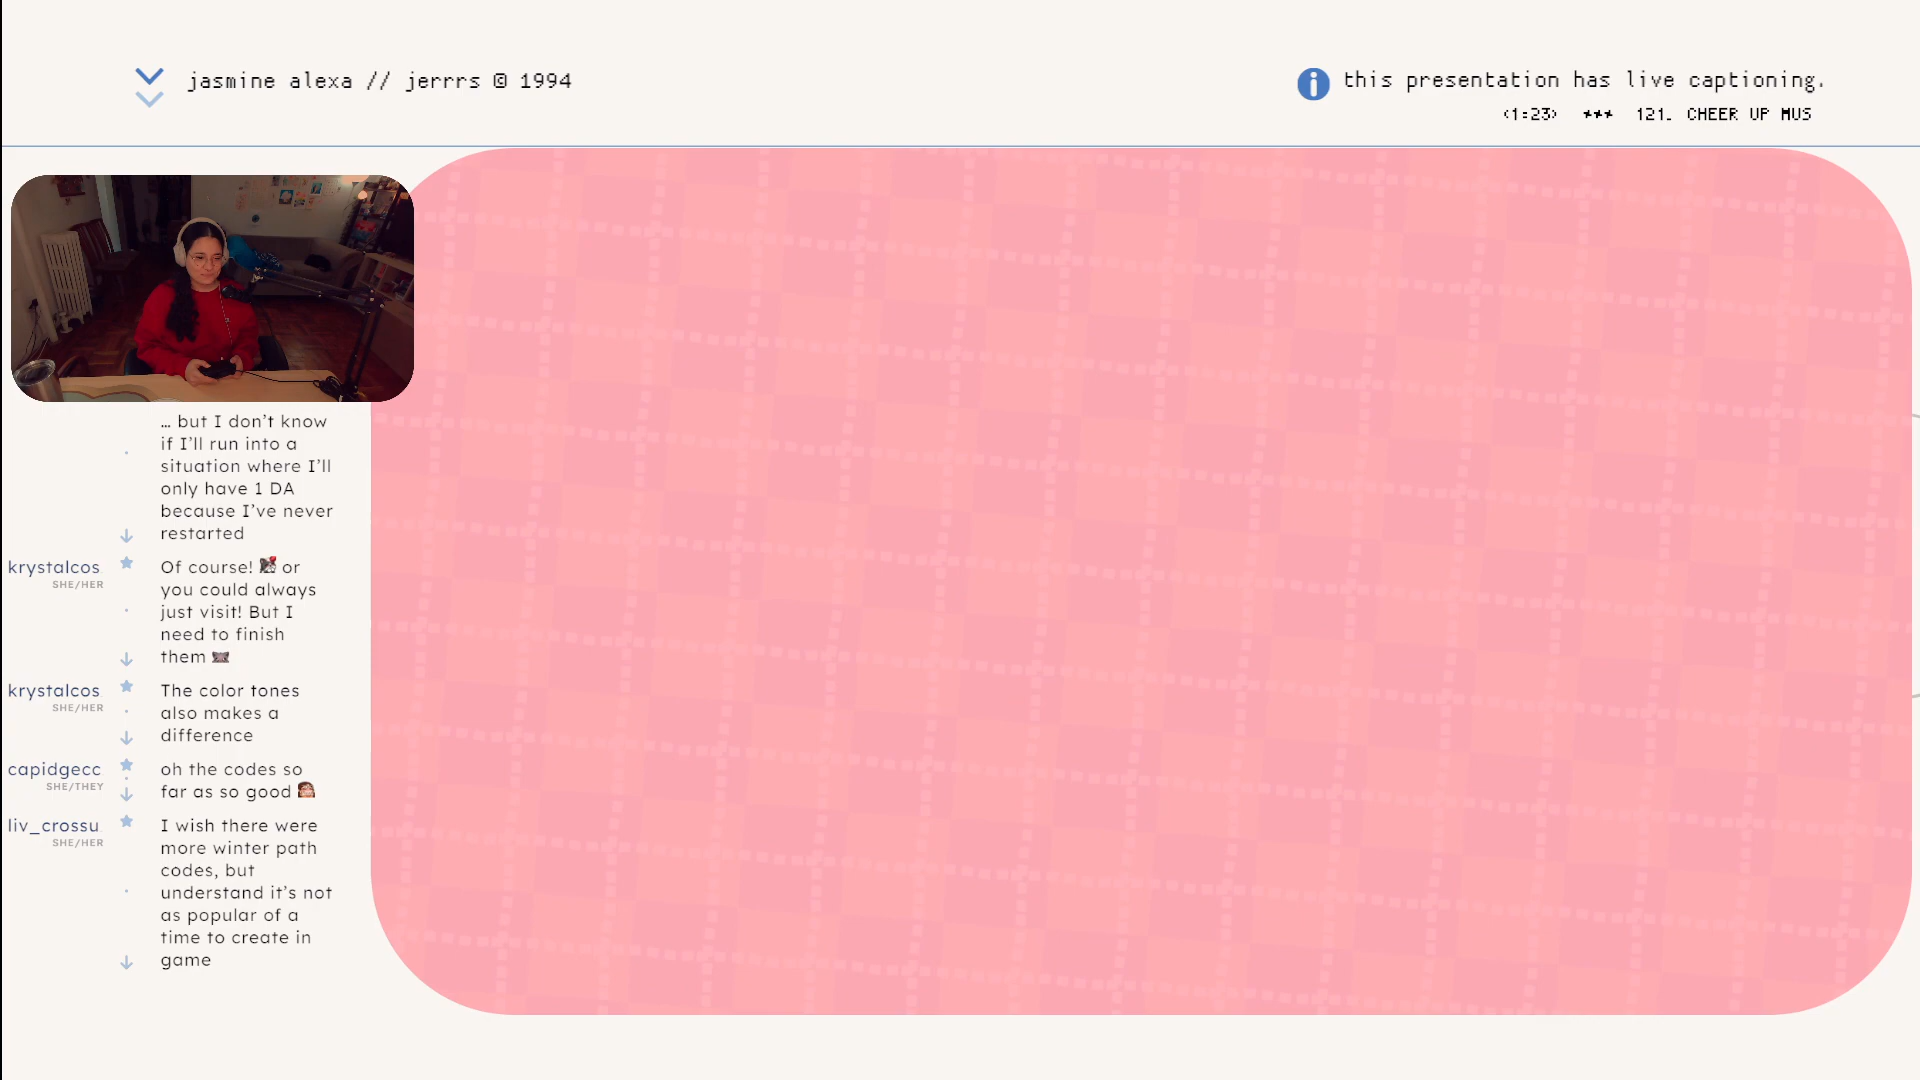 jasmine alexa // jerrrs © 1994
this presentation has live captioning.
<1:23> *** 121. CHEER UP MUS
… but I don’t know
if I’ll run into a
situation where I’ll
only have 1 DA
because I’ve never
restarted
krystalcos
SHE/HER
Of course! or
you could always
just visit! But I
need to finish
them
krystalcos
SHE/HER
The color tones
also makes a
difference
capidgecc
SHE/THEY
oh the codes so
far as so good
liv_crossu
SHE/HER
I wish there were
more winter path
codes, but
understand it’s not
as popular of a
time to create in
game